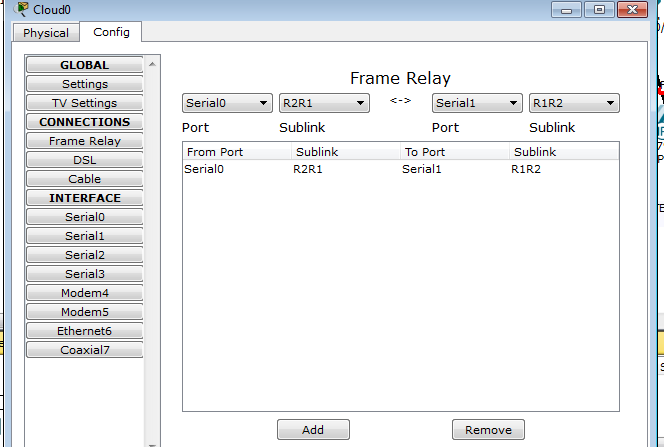 Cloud0
Physical Config
GLOBAL
Settings
TV Settings
CONNECTIONS
Frame Relay
DSL
Cable
INTERFACE
Serial0
Serial1
Serial2
Serial3
Modem4
Modem5
Ethernet6
Coaxial7
Frame Relay
Serial0 R2R1 <-> Serial1 R1R2
Port Sublink Port Sublink
From Port Sublink To Port Sublink
Serial0 R2R1 Serial1 R1R2
Add Remove